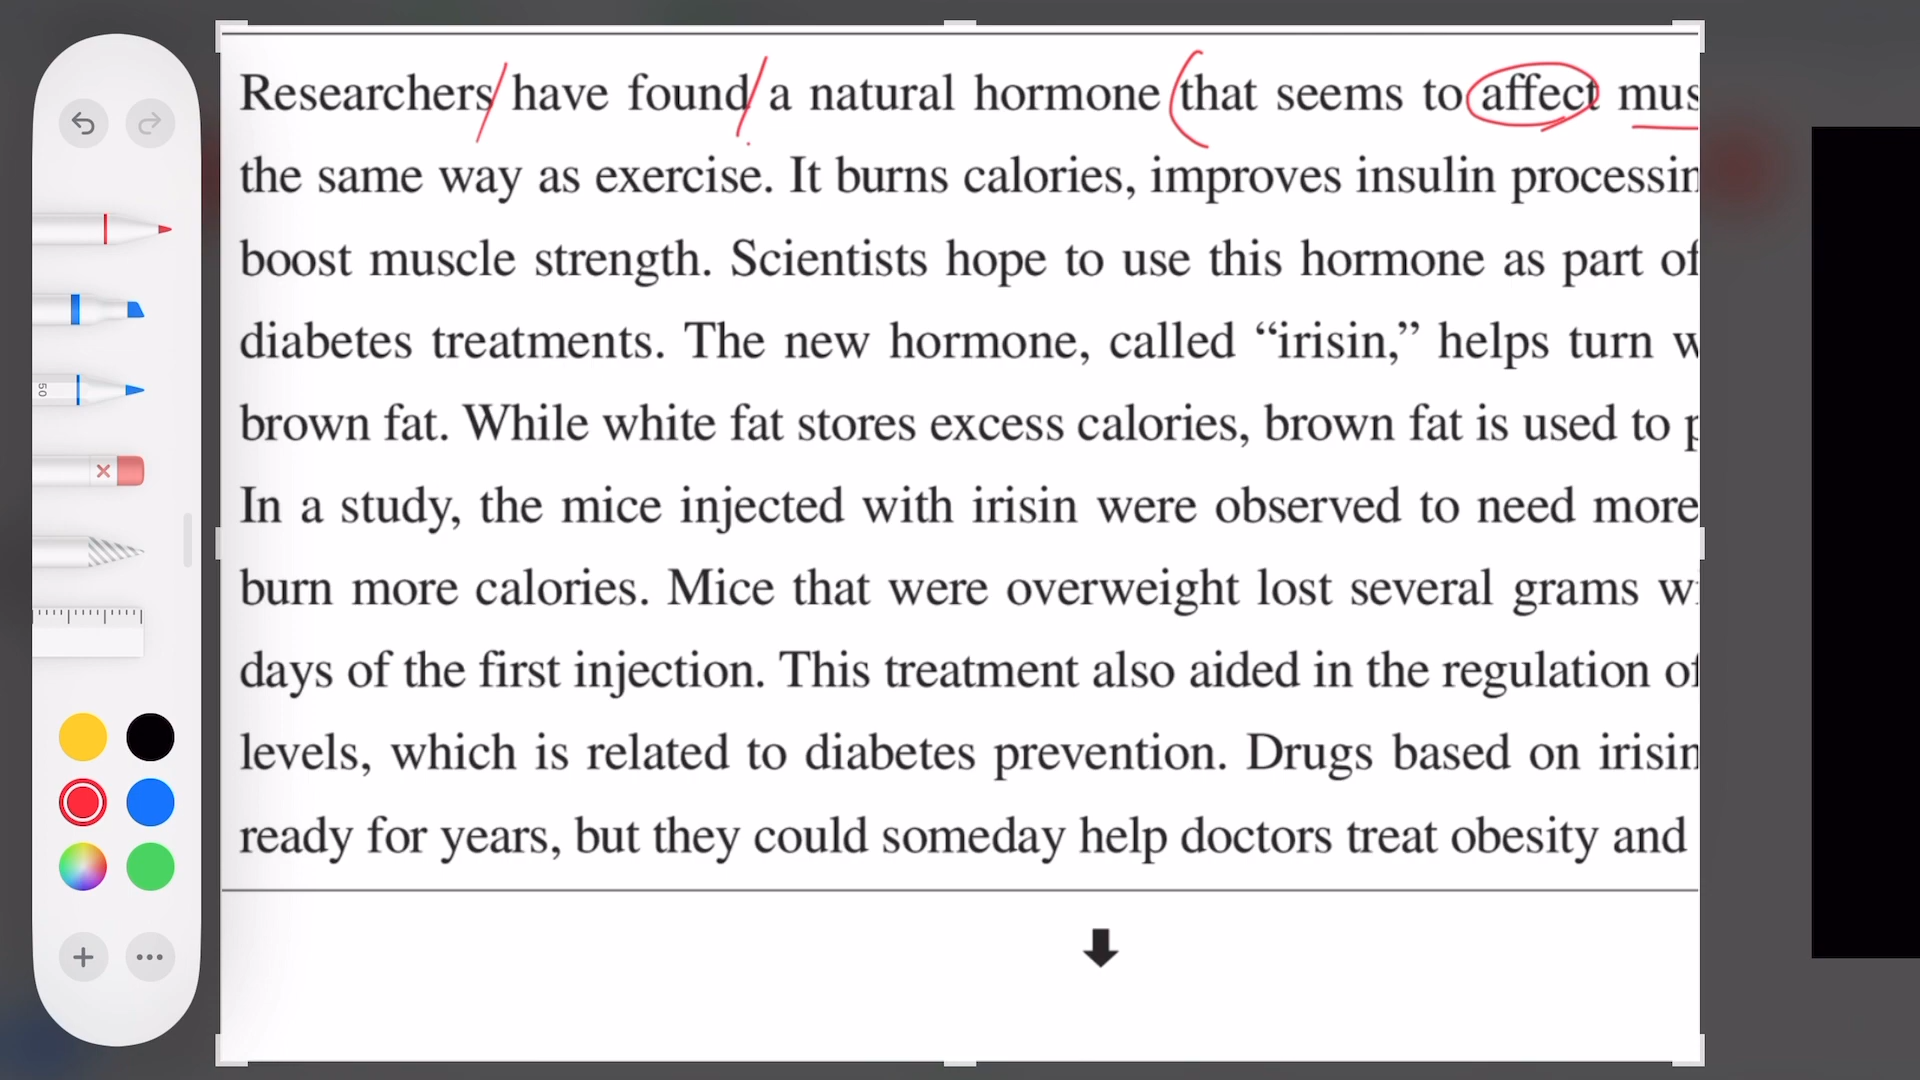 Researchers have found a natural hormone that seems to affect
the same way as exercise. It burns calories, improves insulin
boost muscle strength. Scientists hope to use this hormone as part of
diabetes treatments. The new hormone, called “irisin,” helps turn
brown fat. While white fat stores excess calories, brown fat is used to
In a study, the mice injected with irisin were observed to need more
burn more calories. Mice that were overweight lost several grams
days of the first injection. This treatment also aided in the regulation of
levels, which is related to diabetes prevention. Drugs based on irisin
ready for years, but they could someday help doctors treat obesity and
50